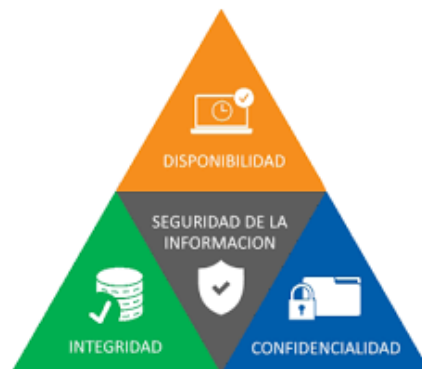 DISPONIBILIDAD
SEGURIDAD DE LA
INFORMACION
INTEGRIDAD
CONFIDENCIALIDAD